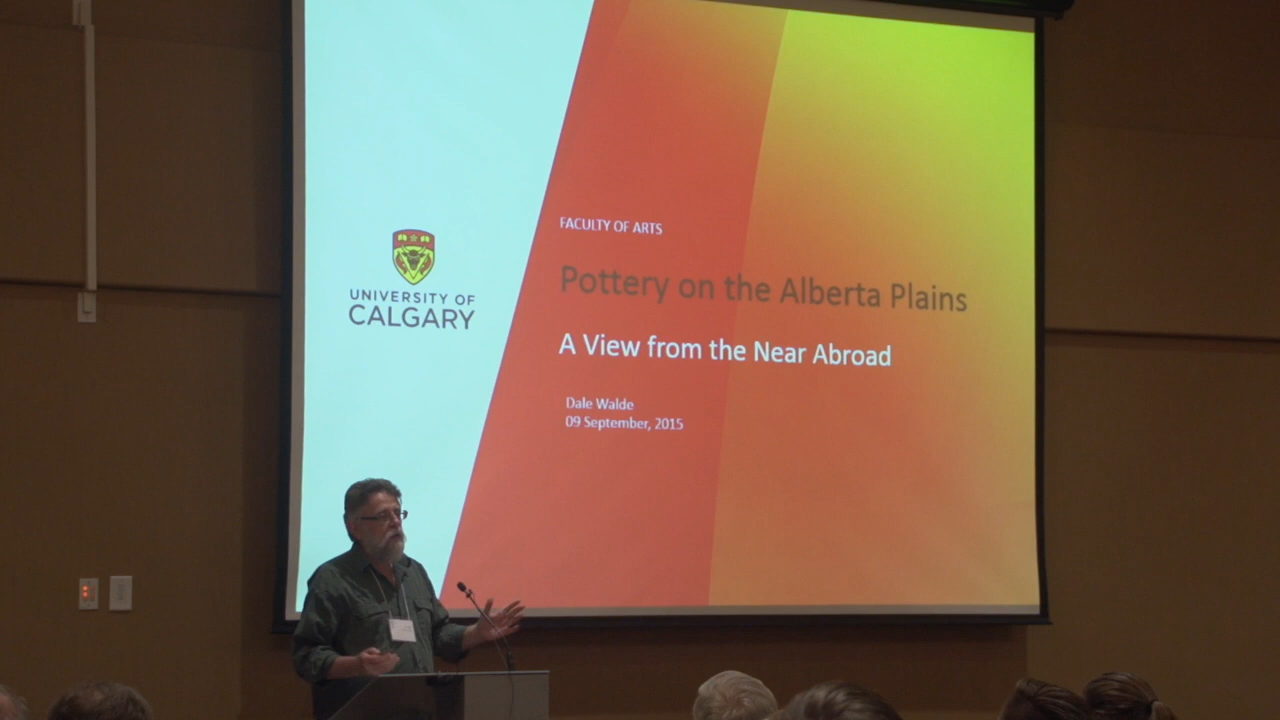 UNIVERSITY OF
CALGARY
FACULTY OF ARTS
Pottery on the Alberta Plains
A View from the Near Abroad
Dale Walde
09 September, 2015